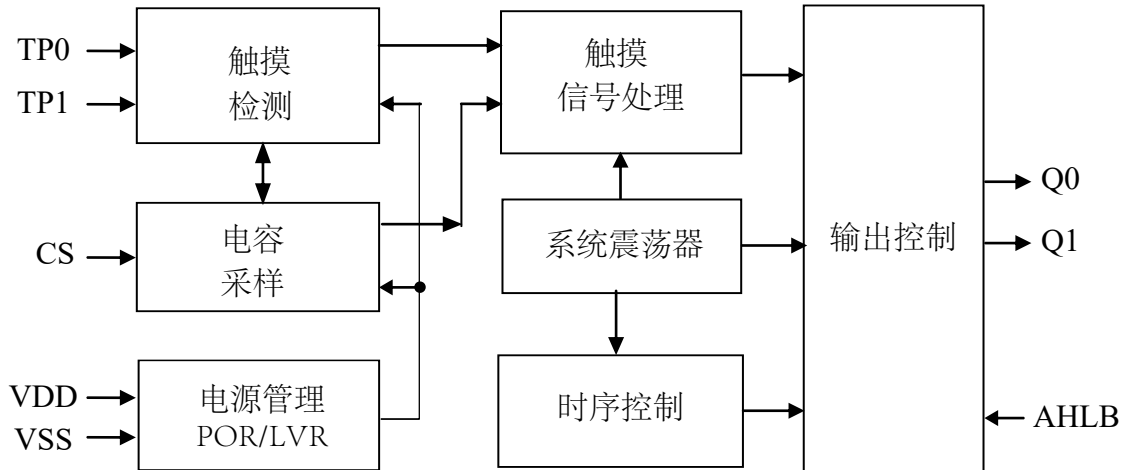 TP0
TP1
触摸
检测
触摸
信号处理
CS
电容
采样
系统震荡器
输出控制
Q0
Q1
VDD
VSS
电源管理
POR/LVR
时序控制
AHLB